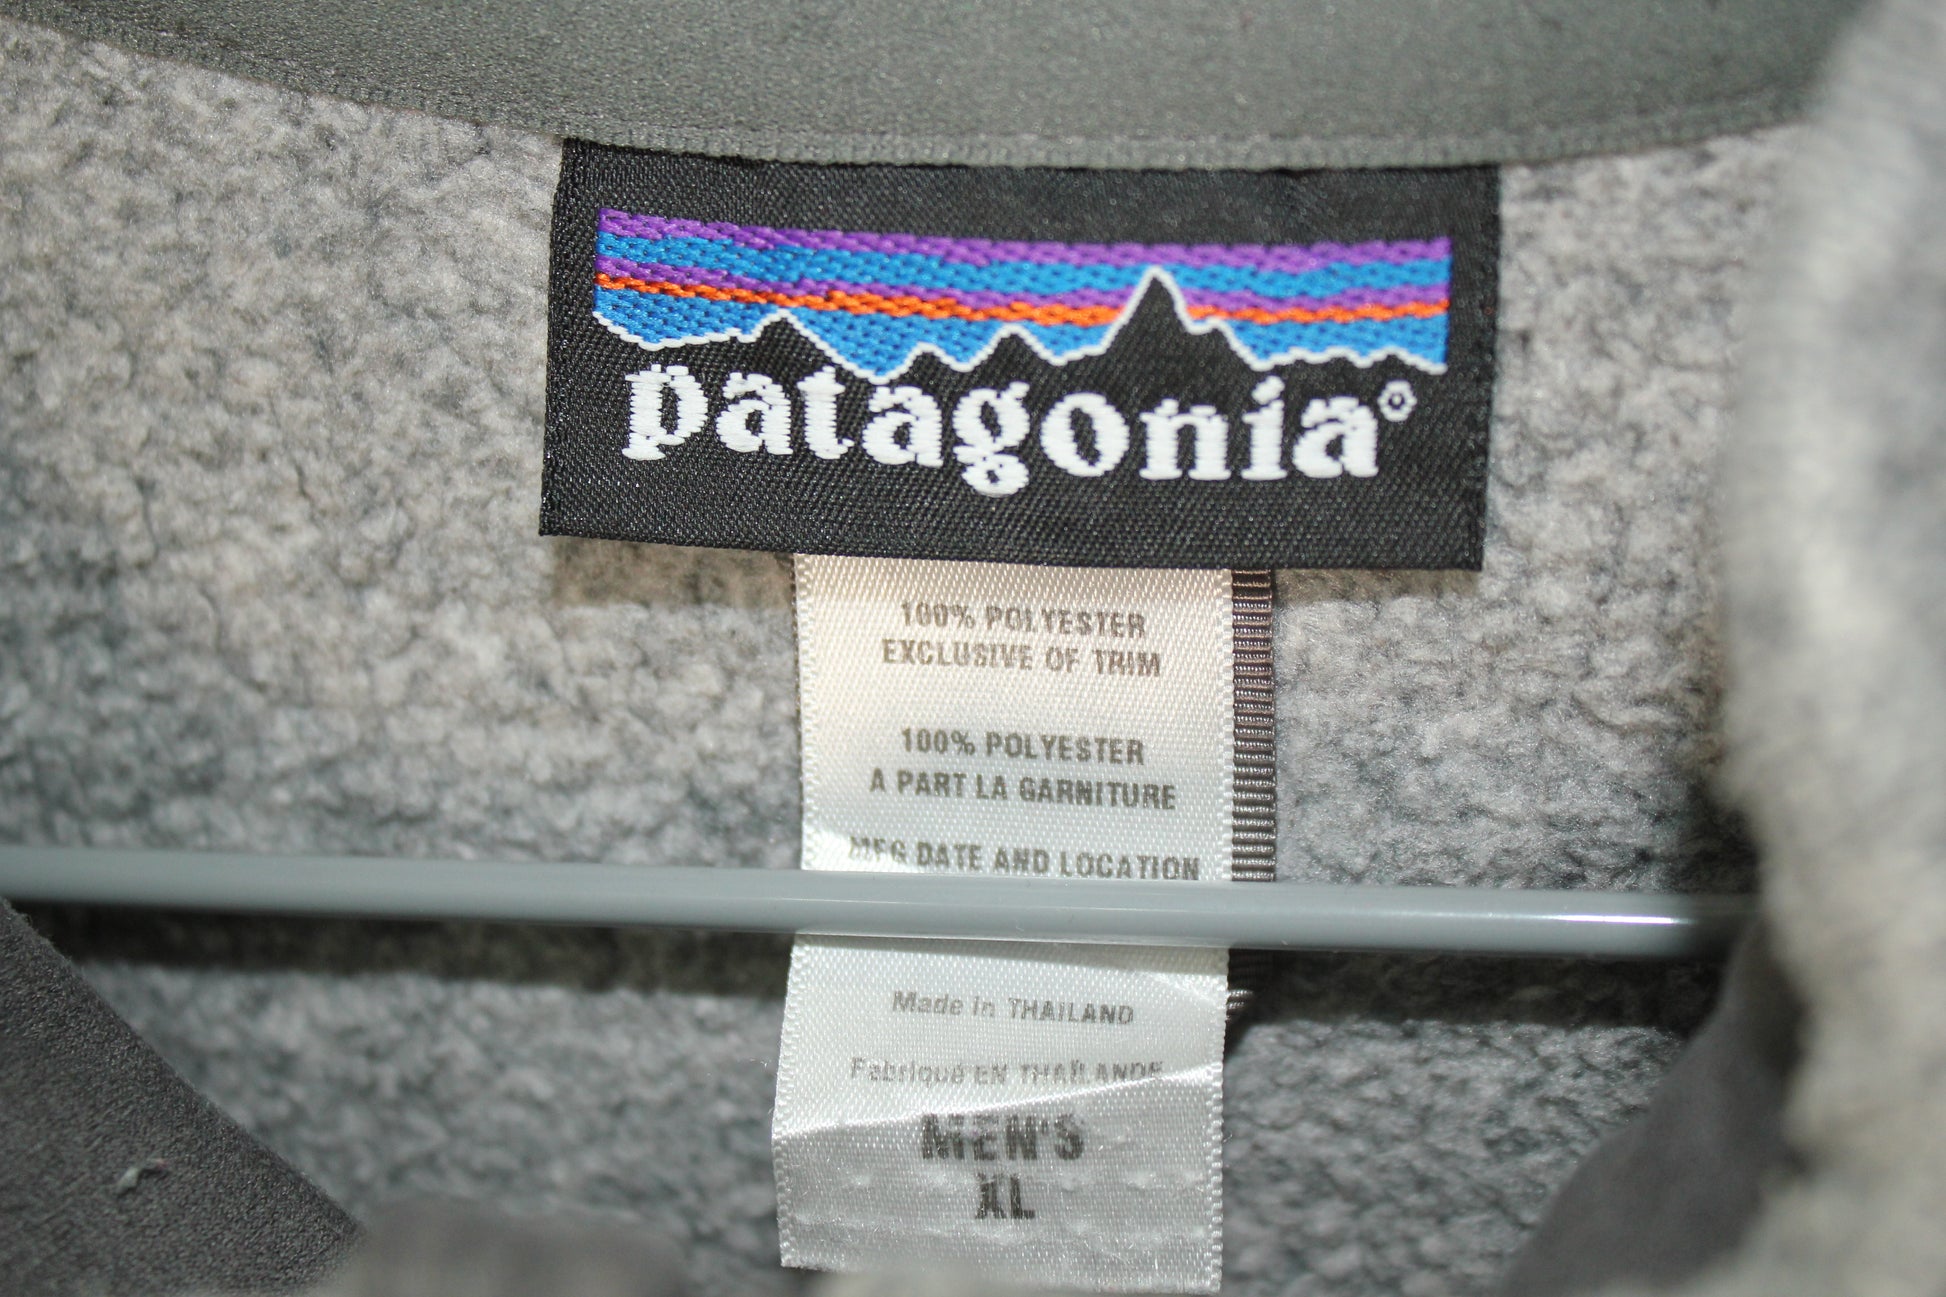 patagonia®
100% POLYESTER
EXCLUSIVE OF TRIM
100% POLYESTER
A PART LA GARNITURE
MFG DATE AND LOCATION
Made in THAILAND
Fabriqué EN THAÏLANDE
MEN'S
XL